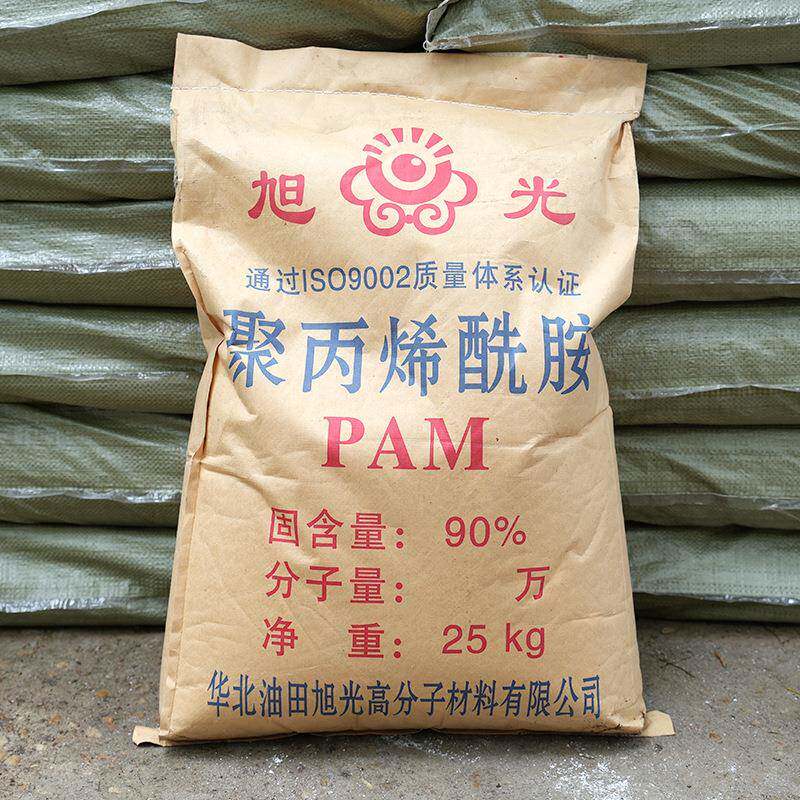 旭 光
通过ISO9002质量体系认证
聚丙烯酰胺
PAM
固含量： 90%
分子量： 万
净 重： 25 kg
华北油田旭光高分子材料有限公司